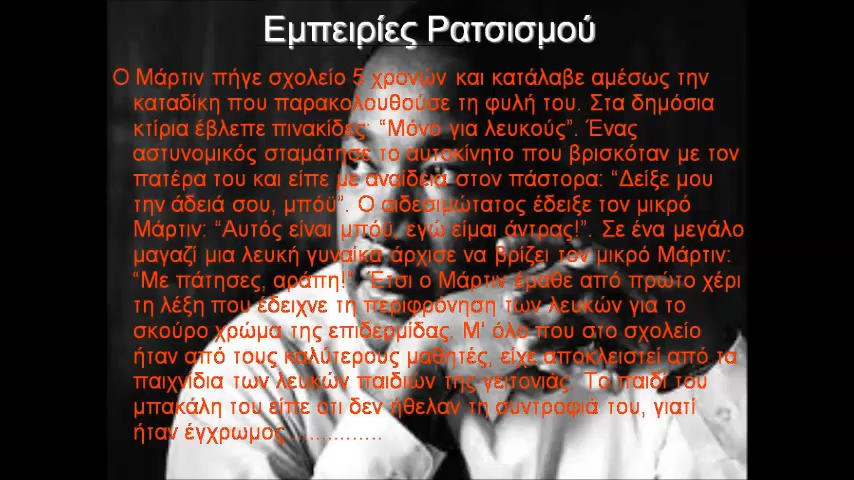 Εμπειρίες Ρατσισμού
Ο Μάρτιν πήγε σχολείο 5 χρονών και κατάλαβε αμέσως την
καταδίκη που παρακολουθούσε τη φυλή του. Στα δημόσια
κτίρια έβλεπε πινακίδες: “Μόνο για λευκούς”. Ένας
αστυνομικός σταμάτησε το αυτοκίνητο που βρισκόταν με τον
πατέρα του και είπε με αναίδεια στον πάστορα: “Δείξε μου
την άδειά σου, μπόϋ”. Ο αιδεσιμώτατος έδειξε τον μικρό
Μάρτιν: “Αυτός είναι μπόϋ, εγώ είμαι άντρας!”. Σε ένα μεγάλο
μαγαζί μια λευκή γυναίκα άρχισε να βρίζει τον μικρό Μάρτιν:
“Με πάτησες, αράπη!”. Έτσι ο Μάρτιν έμαθε από πρώτο χέρι
τη λέξη που έδειχνε τη περιφρόνηση των λευκών για το
σκούρο χρώμα της επιδερμίδας. Μ’ όλο που στο σχολείο
ήταν από τους καλύτερους μαθητές, είχε αποκλειστεί από τα
παιχνίδια των λευκών παιδιών της γειτονιάς. Το παιδί του
μπακάλη του είπε οτι δεν ήθελαν τη συντροφιά του, γιατί
ήταν έγχρωμος................